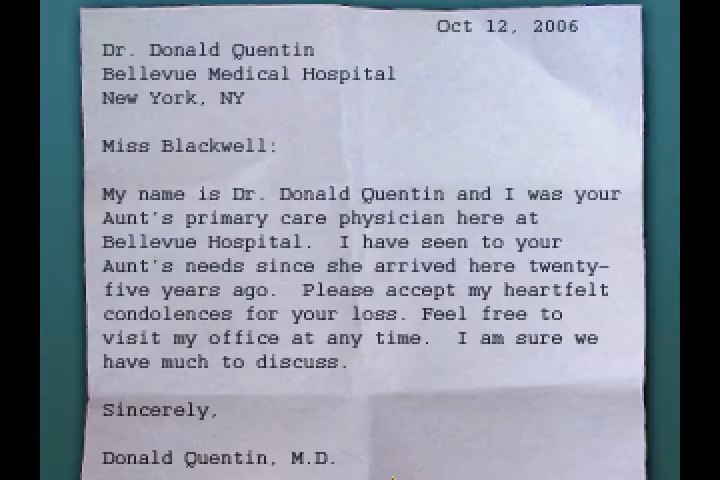 Oct 12, 2006
Dr. Donald Quentin
Bellevue Medical Hospital
New York, NY
Miss Blackwell:
My name is Dr. Donald Quentin and I was your
Aunt's primary care physician here at
Bellevue Hospital.  I have seen to your
Aunt's needs since she arrived here twenty-
five years ago.  Please accept my heartfelt
condolences for your loss. Feel free to
visit my office at any time.  I am sure we
have much to discuss.
Sincerely,
Donald Quentin, M.D.